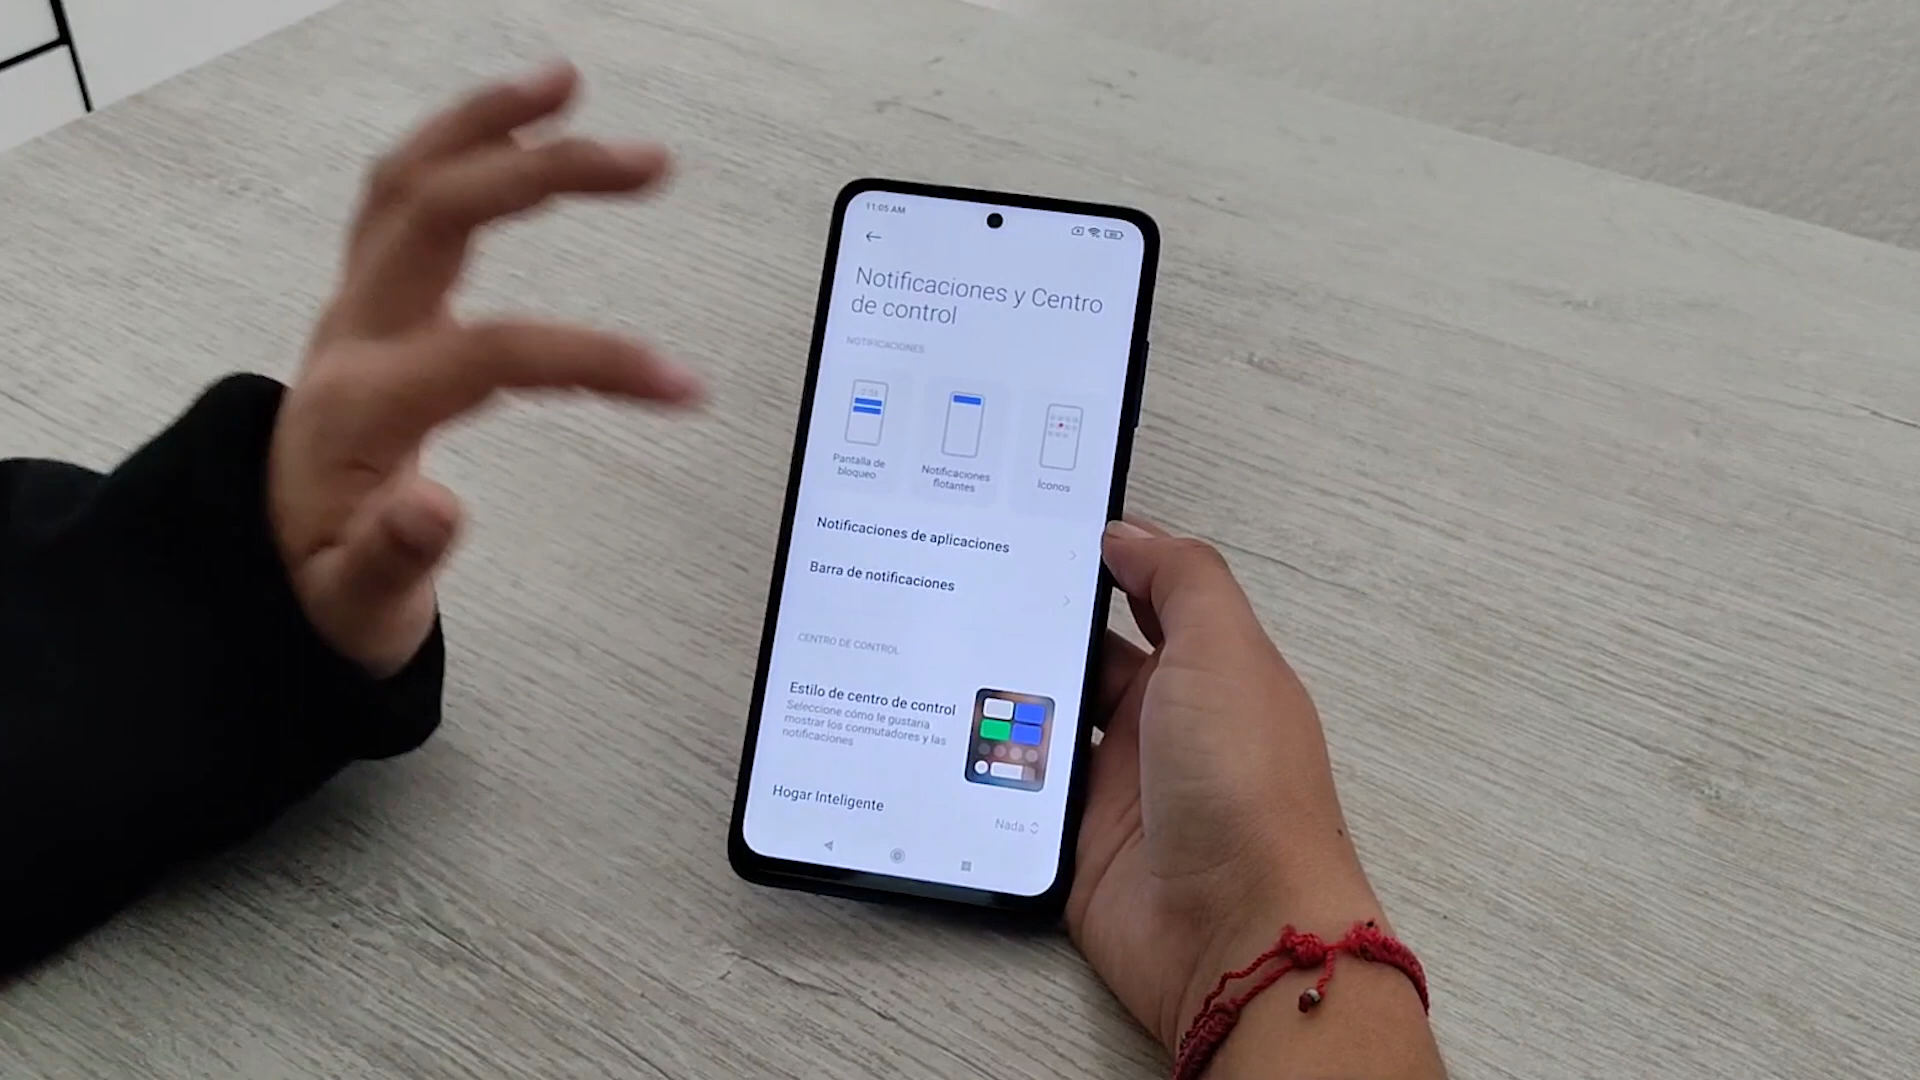 11:05 AM
Notificaciones y Centro
de control
NOTIFICACIONES
Pantalla de
bloqueo
Notificaciones
flotantes
Íconos
Notificaciones de aplicaciones
Barra de notificaciones
CENTRO DE CONTROL
Estilo de centro de control
Seleccione cómo le gustaría
mostrar los conmutadores y las
notificaciones
Hogar Inteligente
Nada